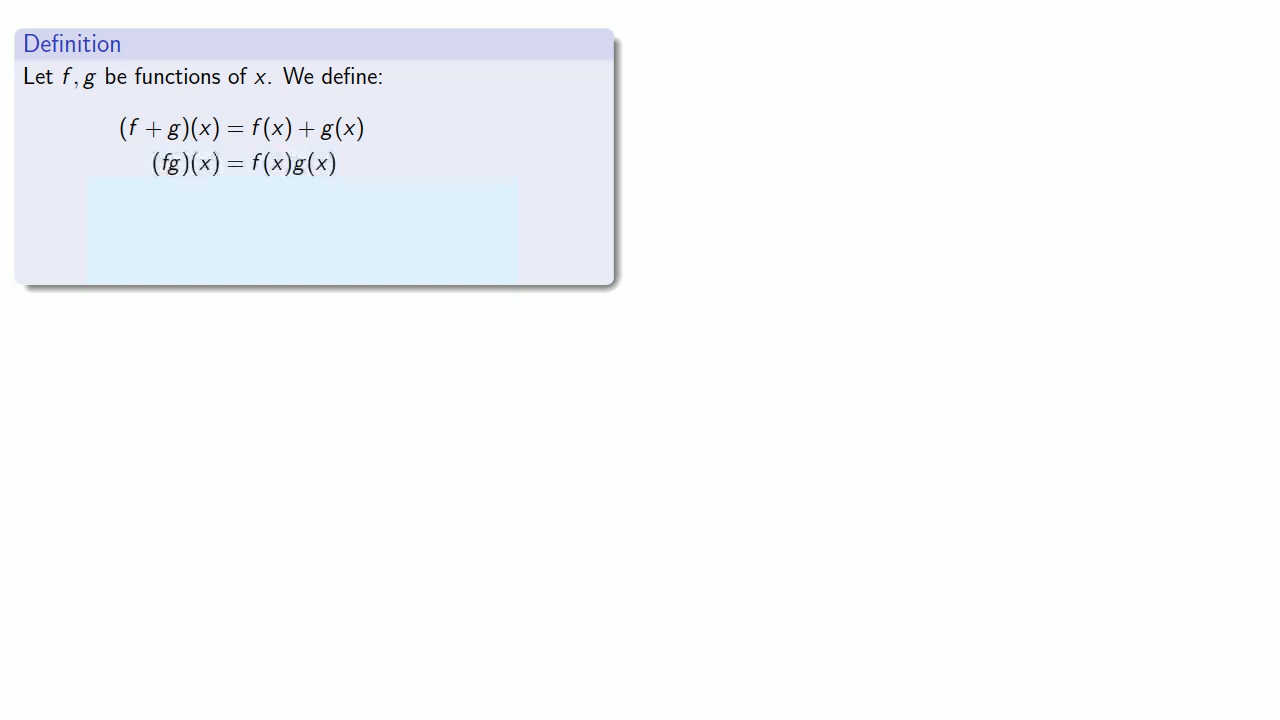 Definition
Let f, g be functions of x. We define:
(f + g)(x) = f(x) + g(x)
(fg)(x) = f(x)g(x)